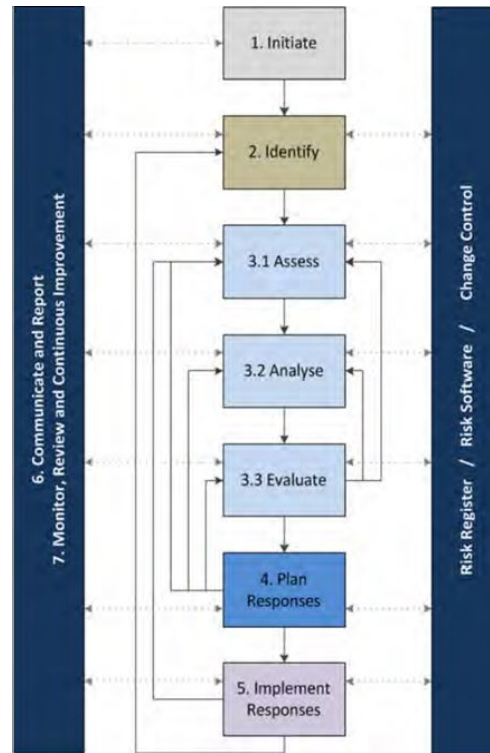 6. Communicate and Report
7. Monitor, Review and Continuous Improvement
1. Initiate
2. Identify
3.1 Assess
3.2 Analyse
3.3 Evaluate
4. Plan
Responses
5. Implement
Responses
Risk Register / Risk Software / Change Control